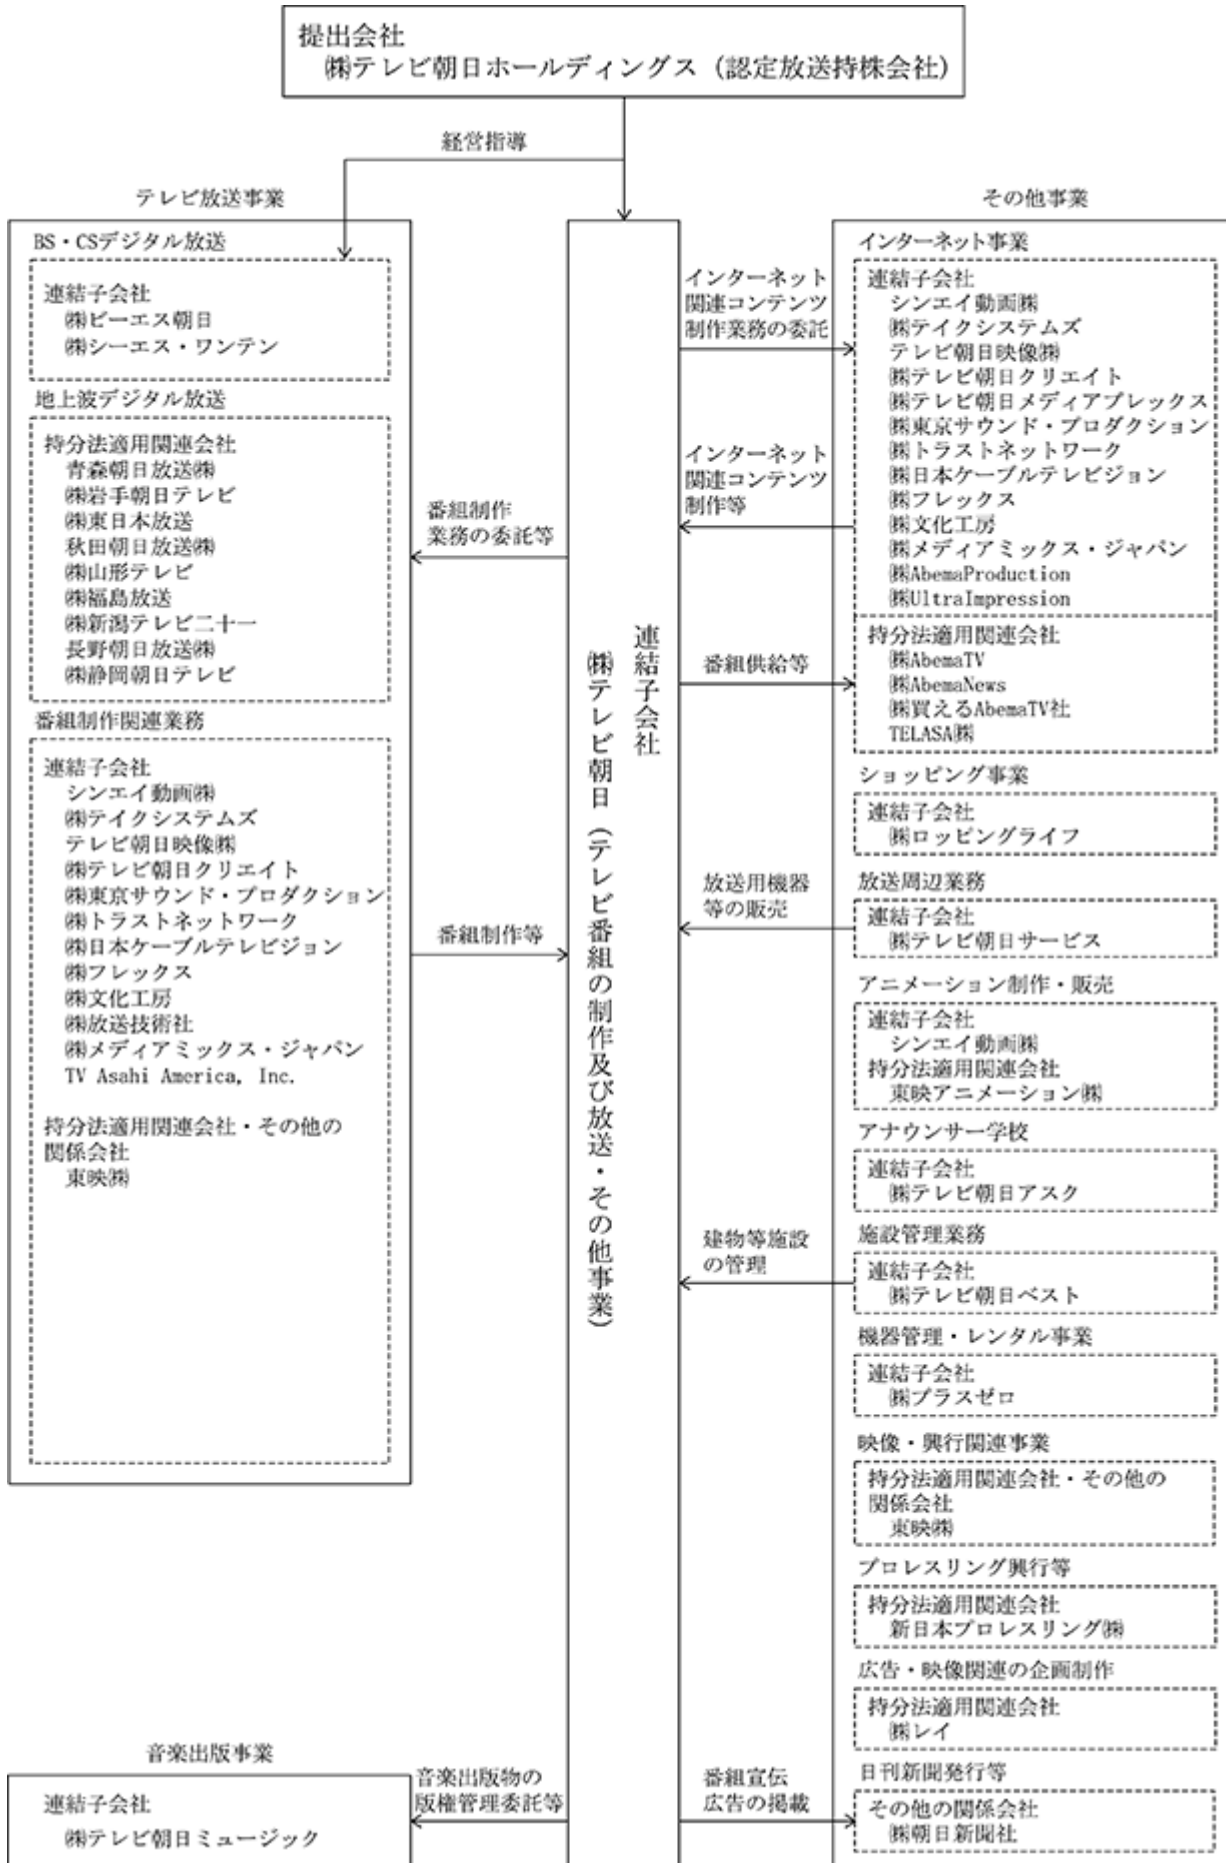 提出会社
㈱テレビ朝日ホールディングス（認定放送持株会社）
経営指導
テレビ放送事業
BS・CSデジタル放送
連結子会社
㈱ビーエス朝日
㈱シーエス・ワンテン
地上波デジタル放送
持分法適用関連会社
青森朝日放送㈱
㈱岩手朝日テレビ
㈱東日本放送
秋田朝日放送㈱
㈱山形テレビ
㈱福島放送
㈱新潟テレビ二十一
長野朝日放送㈱
㈱静岡朝日テレビ
番組制作関連業務
連結子会社
シンエイ動画㈱
㈱テイクシステムズ
テレビ朝日映像㈱
㈱テレビ朝日クリエイト
㈱東京サウンド・プロダクション
㈱トラストネットワーク
㈱日本ケーブルテレビジョン
㈱フレックス
㈱文化工房
㈱放送技術社
㈱メディアミックス・ジャパン
TV Asahi America, Inc.
持分法適用関連会社・その他の
関係会社
東映㈱
音楽出版事業
連結子会社
㈱テレビ朝日ミュージック
番組制作
業務の委託等
番組制作等
音楽出版物の
版権管理委託等
連結子会社
㈱テレビ朝日（テレビ番組の制作及び放送・その他事業）
インターネット
関連コンテンツ
制作業務の委託
インターネット
関連コンテンツ
制作等
番組供給等
放送用機器
等の販売
建物等施設
の管理
番組宣伝
広告の掲載
その他事業
インターネット事業
連結子会社
シンエイ動画㈱
㈱テイクシステムズ
テレビ朝日映像㈱
㈱テレビ朝日クリエイト
㈱テレビ朝日メディアプレックス
㈱東京サウンド・プロダクション
㈱トラストネットワーク
㈱日本ケーブルテレビジョン
㈱フレックス
㈱文化工房
㈱メディアミックス・ジャパン
㈱AbemaProduction
㈱UltraImpression
持分法適用関連会社
㈱AbemaTV
㈱AbemaNews
㈱買えるAbemaTV社
TELASA㈱
ショッピング事業
連結子会社
㈱ロッピングライフ
放送周辺業務
連結子会社
㈱テレビ朝日サービス
アニメーション制作・販売
連結子会社
シンエイ動画㈱
持分法適用関連会社
東映アニメーション㈱
アナウンサー学校
連結子会社
㈱テレビ朝日アスク
施設管理業務
連結子会社
㈱テレビ朝日ベスト
機器管理・レンタル事業
連結子会社
㈱プラスゼロ
映像・興行関連事業
持分法適用関連会社・その他の
関係会社
東映㈱
プロレスリング興行等
持分法適用関連会社
新日本プロレスリング㈱
広告・映像関連の企画制作
持分法適用関連会社
㈱レイ
日刊新聞発行等
その他の関係会社
㈱朝日新聞社